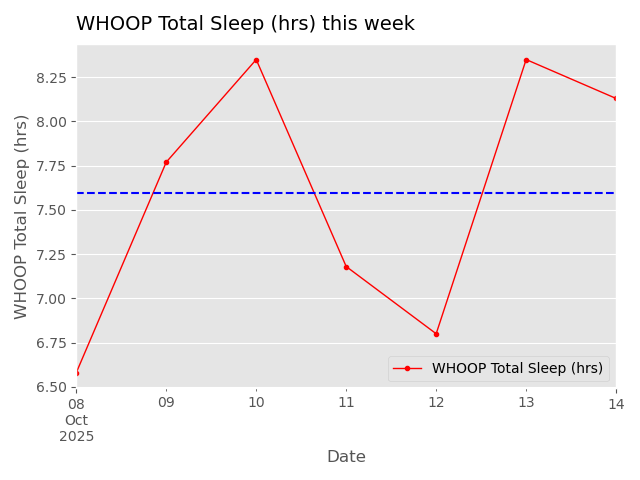 WHOOP Total Sleep (hrs) this week
WHOOP Total Sleep (hrs)
8.25
8.00
7.75
7.50
7.25
7.00
6.75
6.50
WHOOP Total Sleep (hrs)
08 09 10 11 12 13 14
Oct
2025
Date